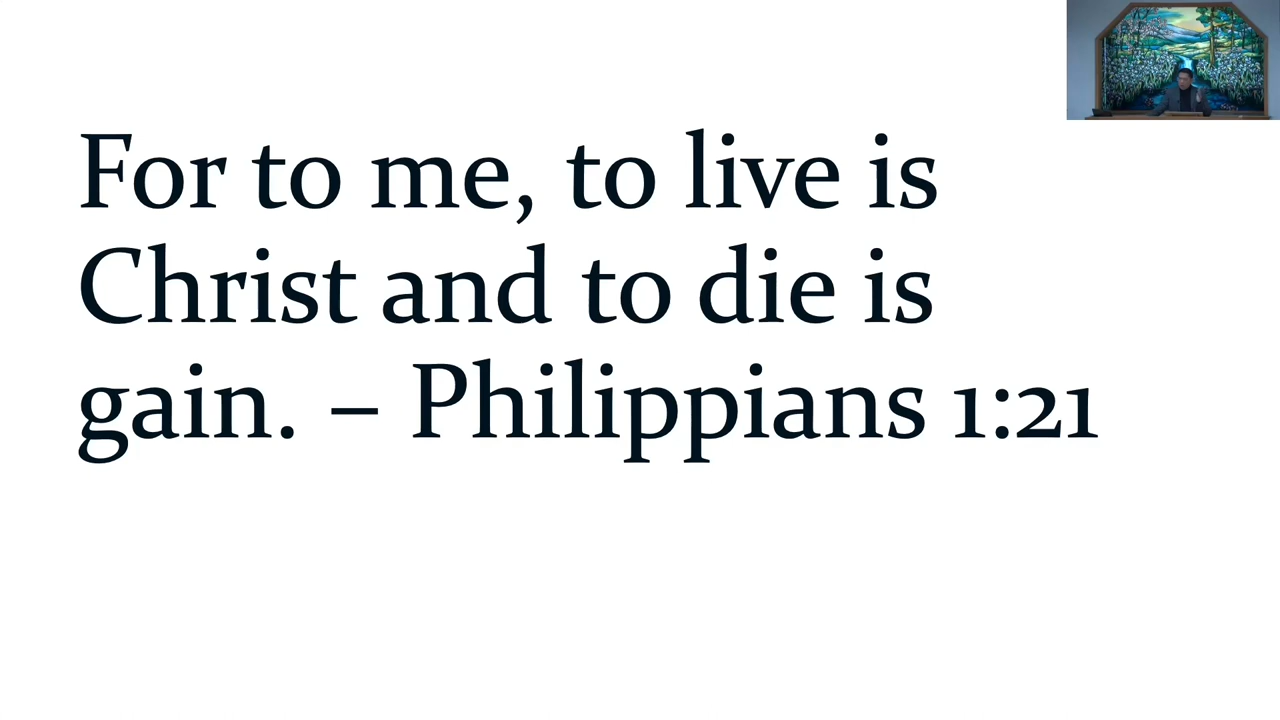 For to me, to live is
Christ and to die is
gain. – Philippians 1:21